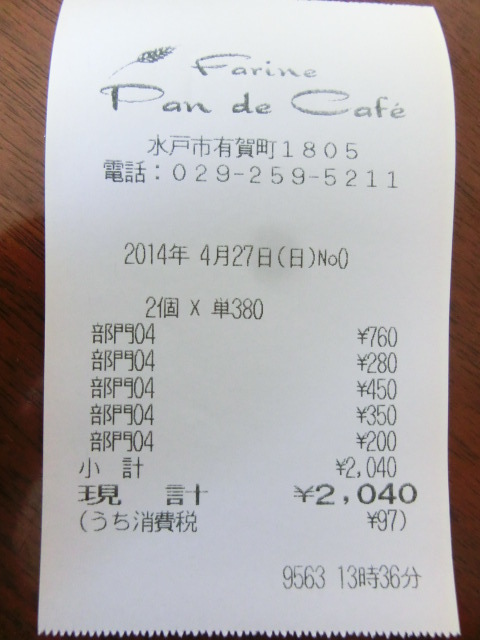 Farine
Pan de Café
水戸市有賀町1805
電話：029-259-5211
2014年 4月27日(日)No0
2個 X 単380
部門04 ¥760
部門04 ¥280
部門04 ¥450
部門04 ¥350
部門04 ¥200
小 計 ¥2,040
現 計 ¥2,040
(うち消費税 ¥97)
9563 13時36分